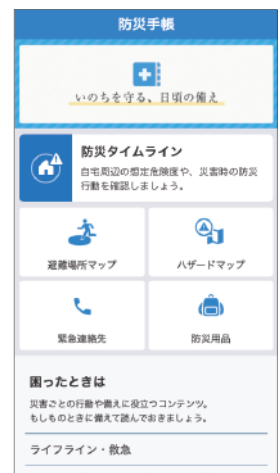 防災手帳
いのちを守る、日頃の備え
防災タイムライン
自宅周辺の想定危険度や、災害時の防災
行動を確認しましょう。
避難場所マップ
ハザードマップ
緊急連絡先
防災用品
困ったときは
災害ごとの行動や備えに役立つコンテンツ。
もしものときに備えて読んでおきましょう。
ライフライン・救急